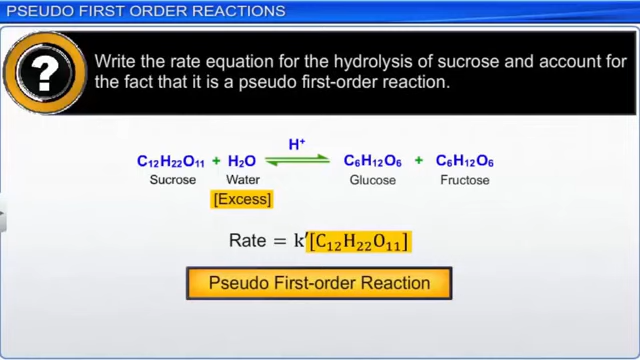 PSEUDO FIRST ORDER REACTIONS
? Write the rate equation for the hydrolysis of sucrose and account for
the fact that it is a pseudo first-order reaction.
H⁺
C₁₂H₂₂O₁₁ + H₂O ⇌ C₆H₁₂O₆ + C₆H₁₂O₆
Sucrose Water Glucose Fructose
[Excess]
Rate = k′[C₁₂H₂₂O₁₁]
Pseudo First-order Reaction